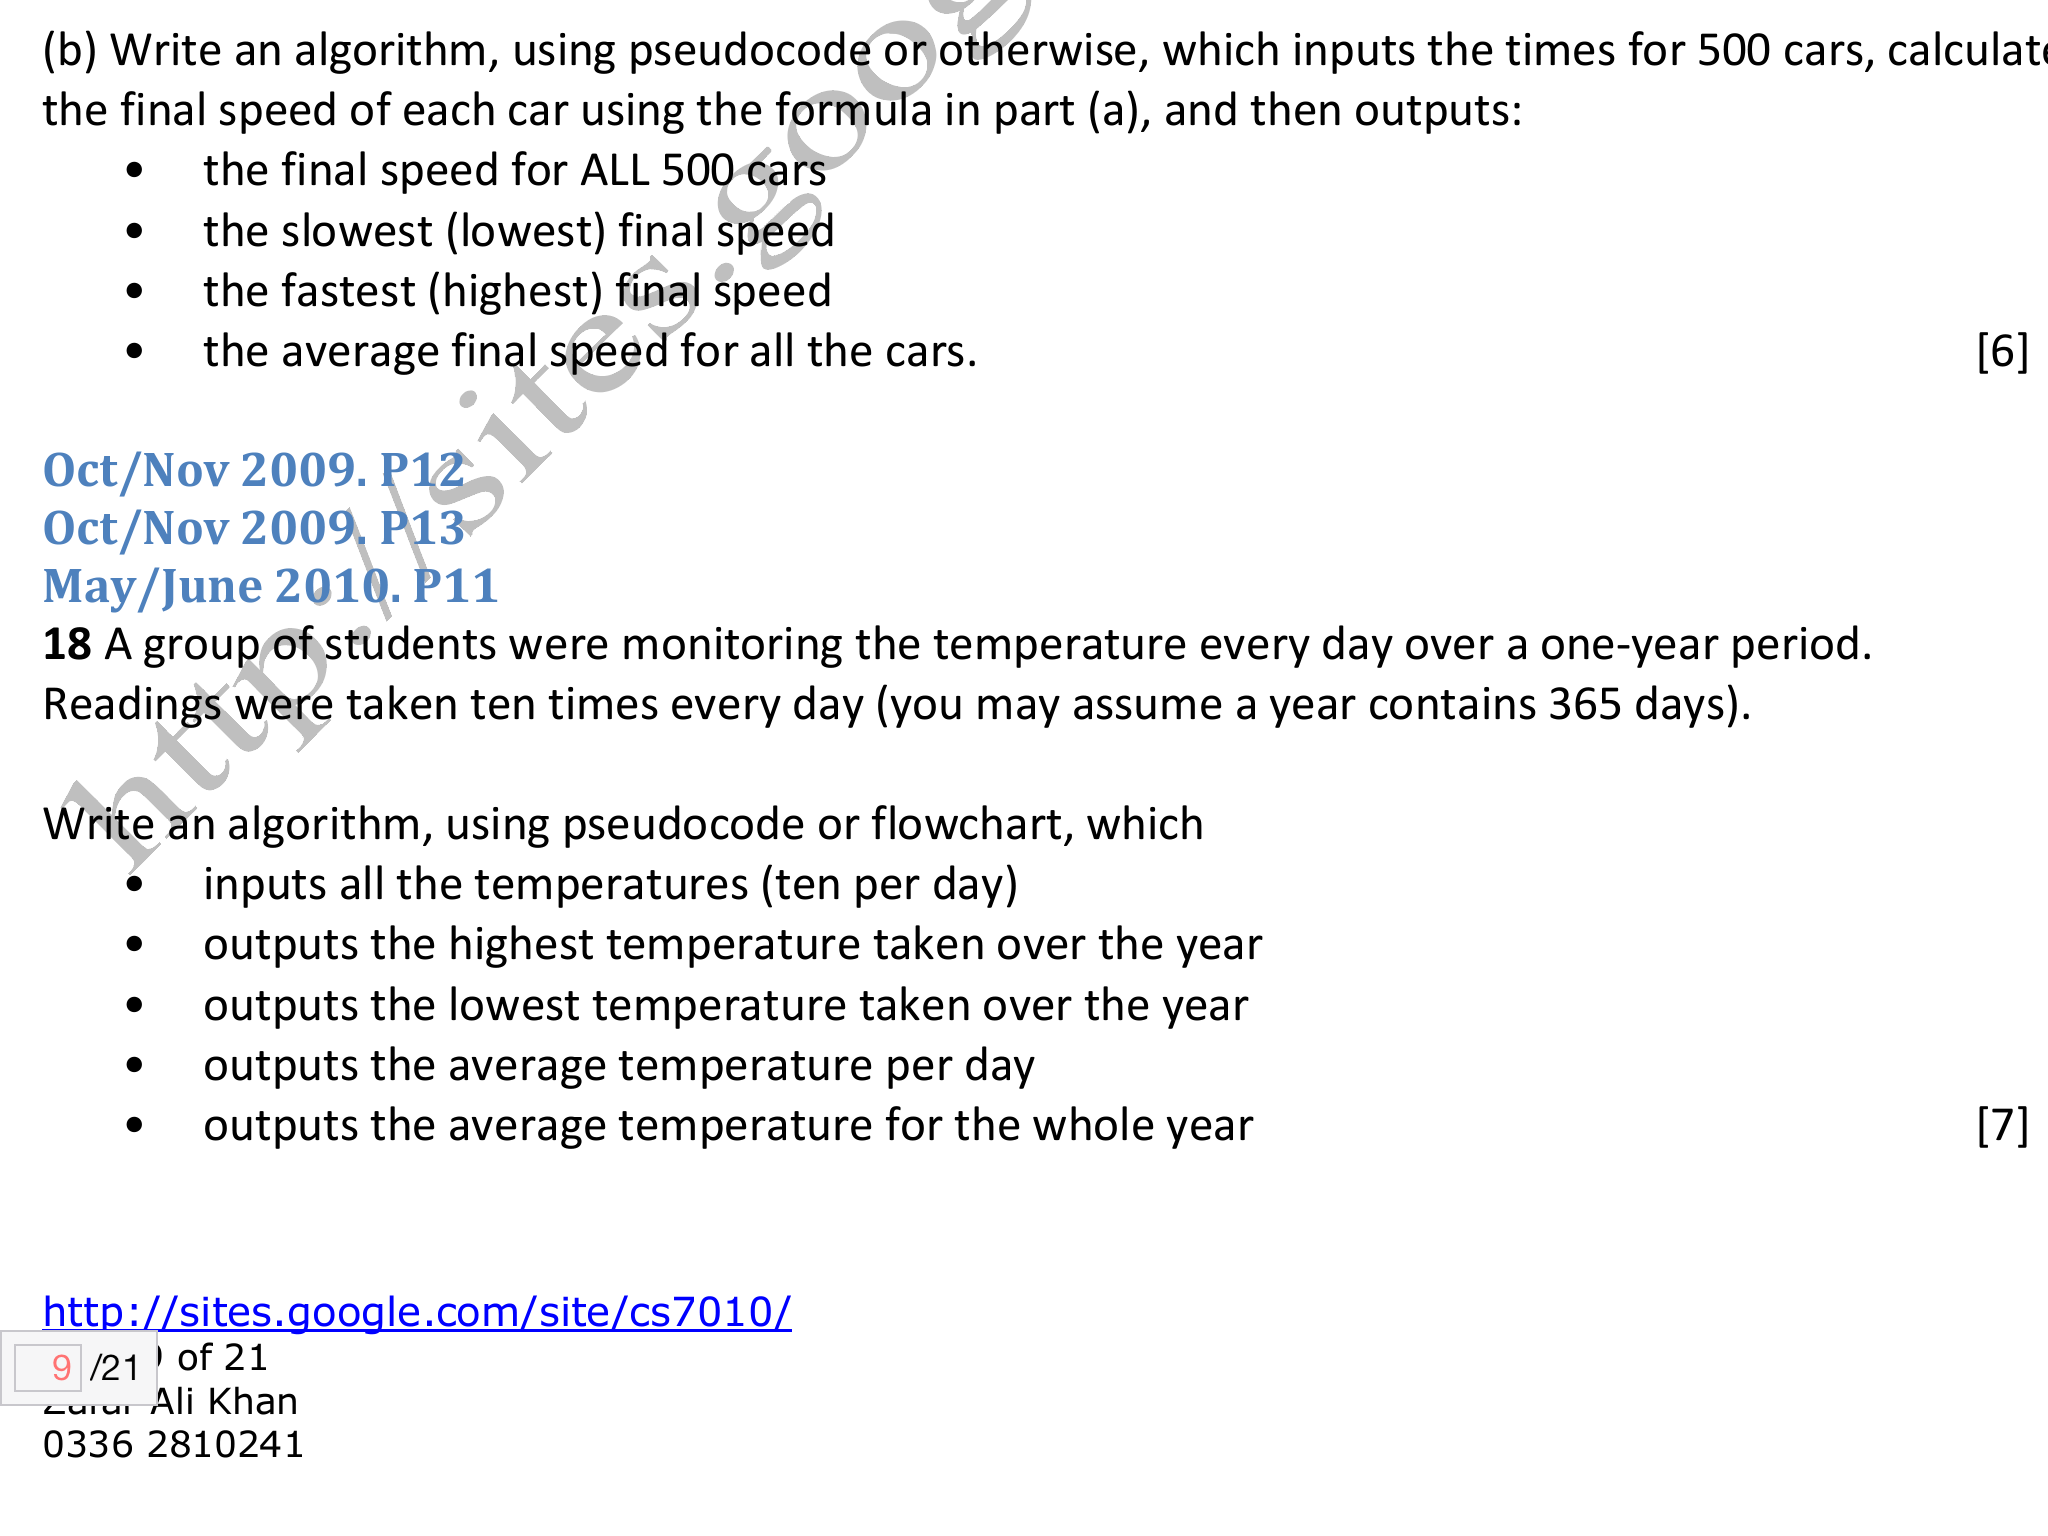 (b) Write an algorithm, using pseudocode or otherwise, which inputs the times for 500 cars, calculate
the final speed of each car using the formula in part (a), and then outputs:
• the final speed for ALL 500 cars
• the slowest (lowest) final speed
• the fastest (highest) final speed
• the average final speed for all the cars. [6]
Oct/Nov 2009. P12
Oct/Nov 2009. P13
May/June 2010. P11
18 A group of students were monitoring the temperature every day over a one-year period.
Readings were taken ten times every day (you may assume a year contains 365 days).
Write an algorithm, using pseudocode or flowchart, which
• inputs all the temperatures (ten per day)
• outputs the highest temperature taken over the year
• outputs the lowest temperature taken over the year
• outputs the average temperature per day
• outputs the average temperature for the whole year [7]
http://sites.goog
http://sites.google.com/site/cs7010/
of 21
9 /21
Ali Khan
0336 2810241